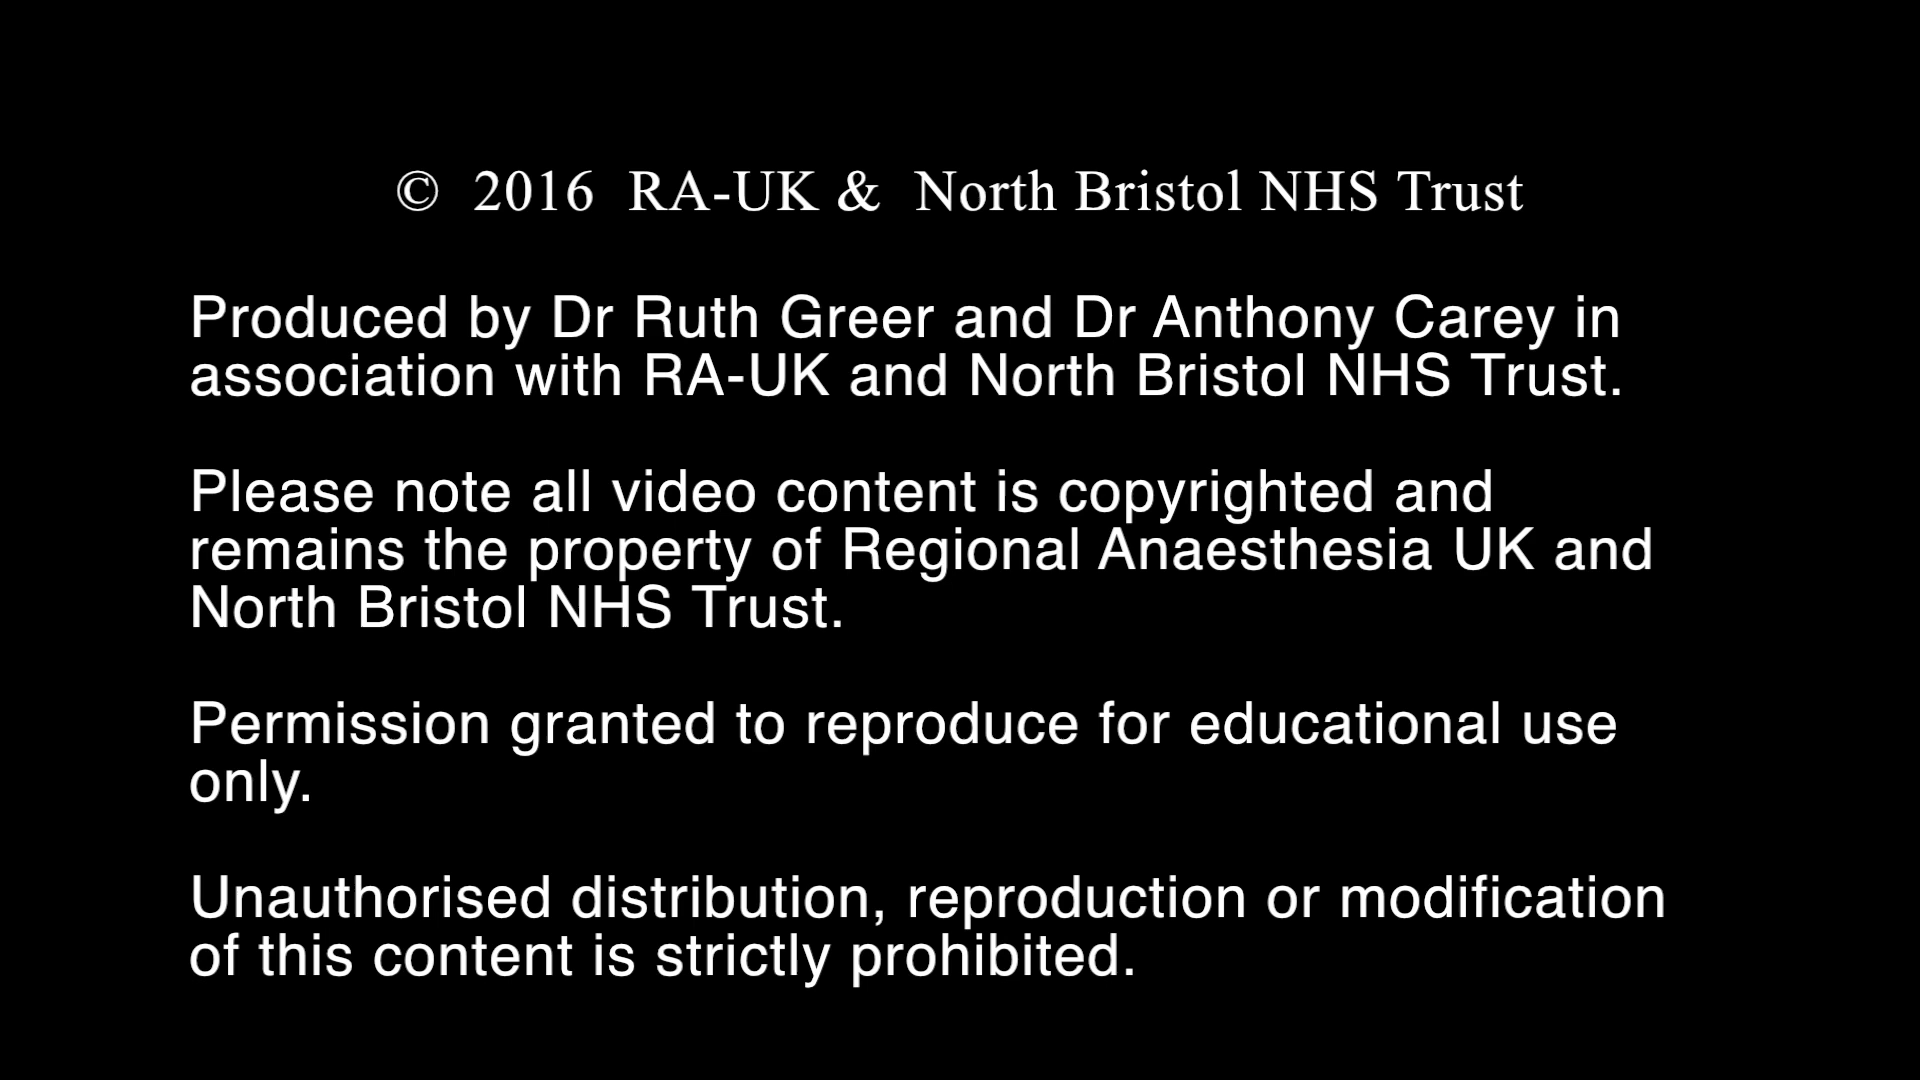 © 2016 RA-UK & North Bristol NHS Trust
Produced by Dr Ruth Greer and Dr Anthony Carey in
association with RA-UK and North Bristol NHS Trust.
Please note all video content is copyrighted and
remains the property of Regional Anaesthesia UK and
North Bristol NHS Trust.
Permission granted to reproduce for educational use
only.
Unauthorised distribution, reproduction or modification
of this content is strictly prohibited.